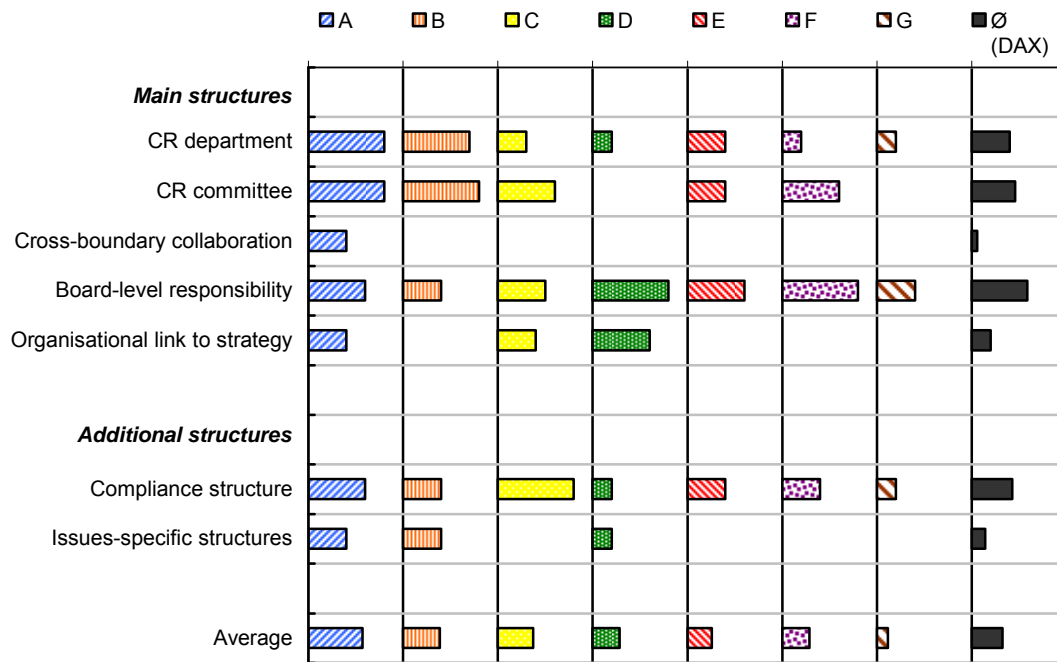 A B C D E F G Ø
(DAX)
Main structures
CR department
CR committee
Cross-boundary collaboration
Board-level responsibility
Organisational link to strategy
Additional structures
Compliance structure
Issues-specific structures
Average